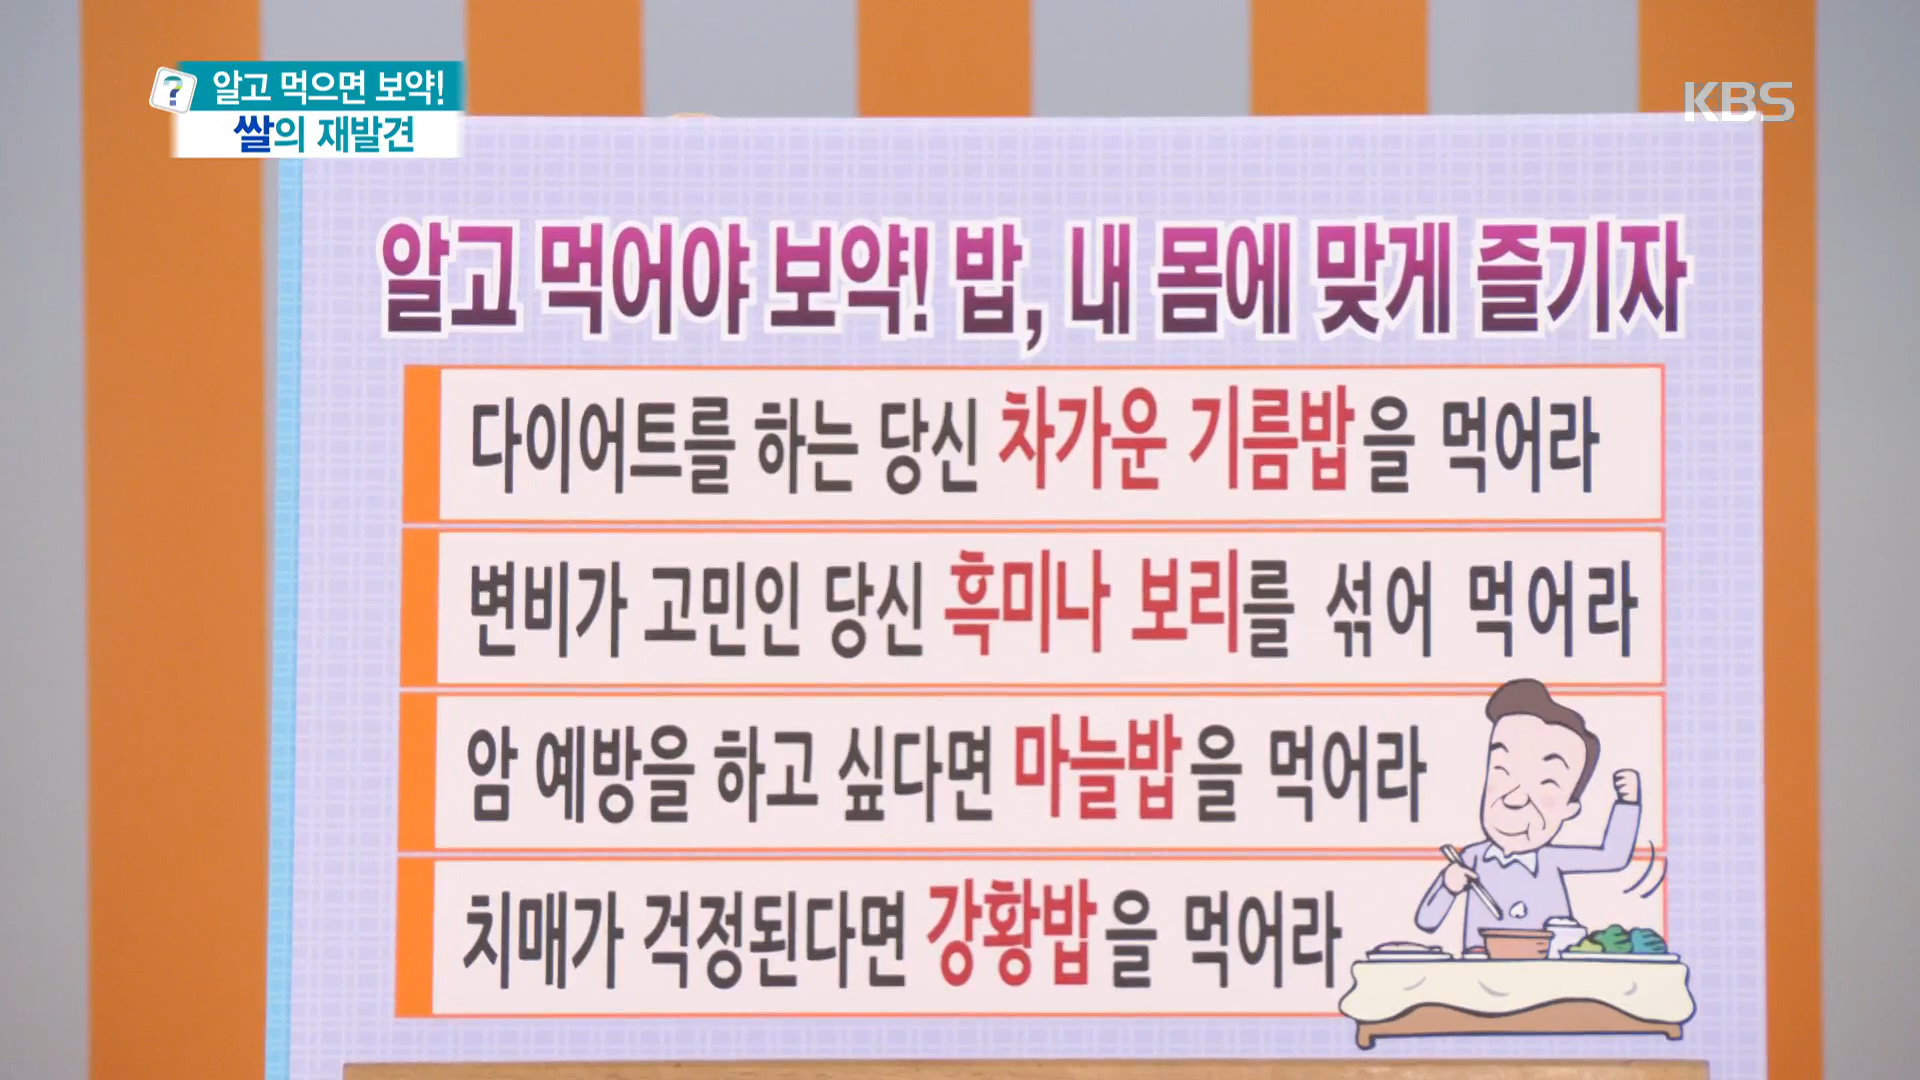 알고 먹으면 보약!
쌀의 재발견
KBS
알고 먹어야 보약! 밥, 내 몸에 맞게 즐기자
다이어트를 하는 당신 차가운 기름밥을 먹어라
변비가 고민인 당신 흑미나 보리를 섞어 먹어라
암 예방을 하고 싶다면 마늘밥을 먹어라
치매가 걱정된다면 강황밥을 먹어라